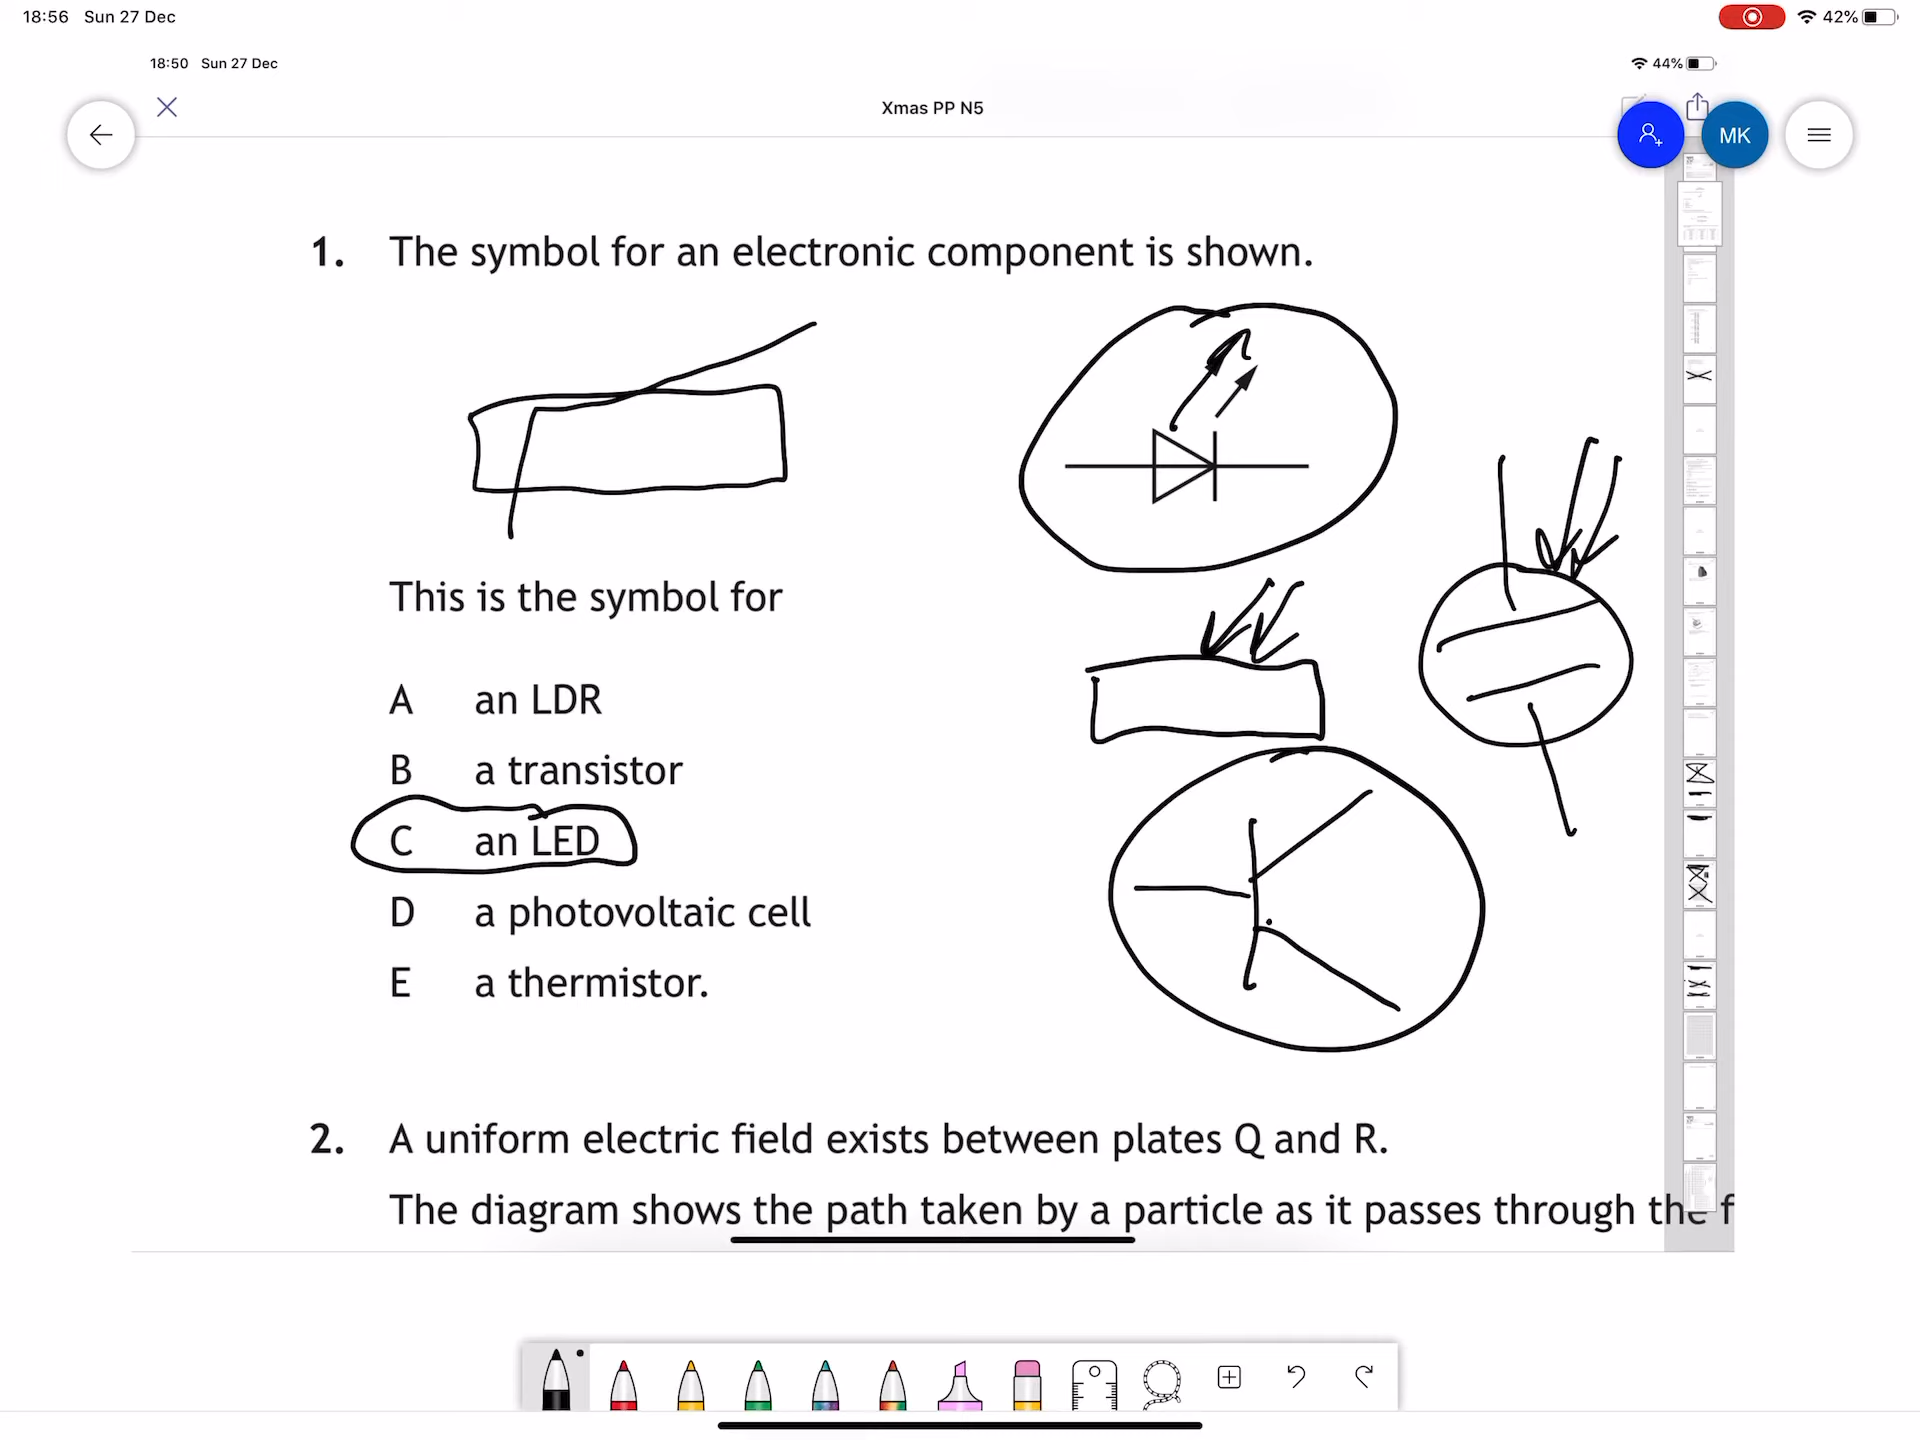 18:56 Sun 27 Dec
42%
18:50 Sun 27 Dec
44%
Xmas PP N5
MK
1. The symbol for an electronic component is shown.
This is the symbol for
A an LDR
B a transistor
C an LED
D a photovoltaic cell
E a thermistor.
2. A uniform electric field exists between plates Q and R.
The diagram shows the path taken by a particle as it passes through the f